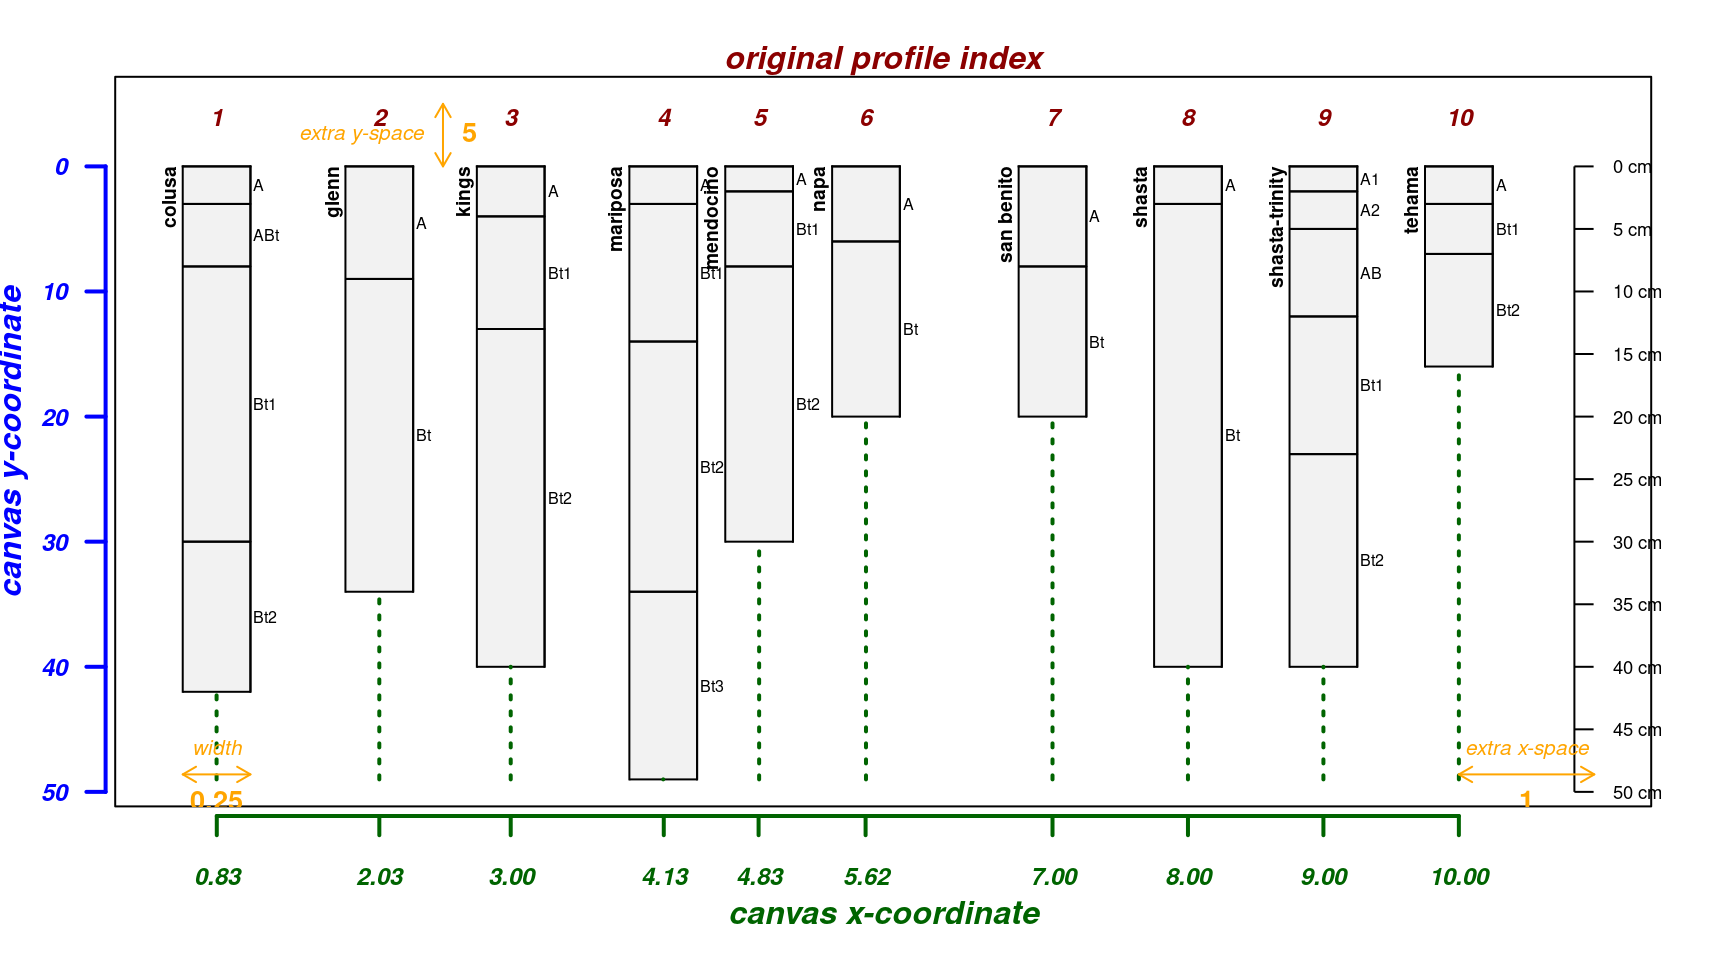 original profile index
1 2 3 4 5 6 7 8 9 10
extra y-space 5
canvas y-coordinate
0
10
20
30
40
50
colusa
A
ABt
Bt1
Bt2
glenn
A
Bt
kings
A
Bt1
Bt2
mariposa
A
Bt1
Bt2
Bt3
mendocino
A
Bt1
Bt2
napa
A
Bt
san benito
A
Bt
shasta
A
Bt
shasta-trinity
A1
A2
AB
Bt1
Bt2
tehama
A
Bt1
Bt2
0 cm
5 cm
10 cm
15 cm
20 cm
25 cm
30 cm
35 cm
40 cm
45 cm
50 cm
width
0.25
extra x-space
1
0.83 2.03 3.00 4.13 4.83 5.62 7.00 8.00 9.00 10.00
canvas x-coordinate